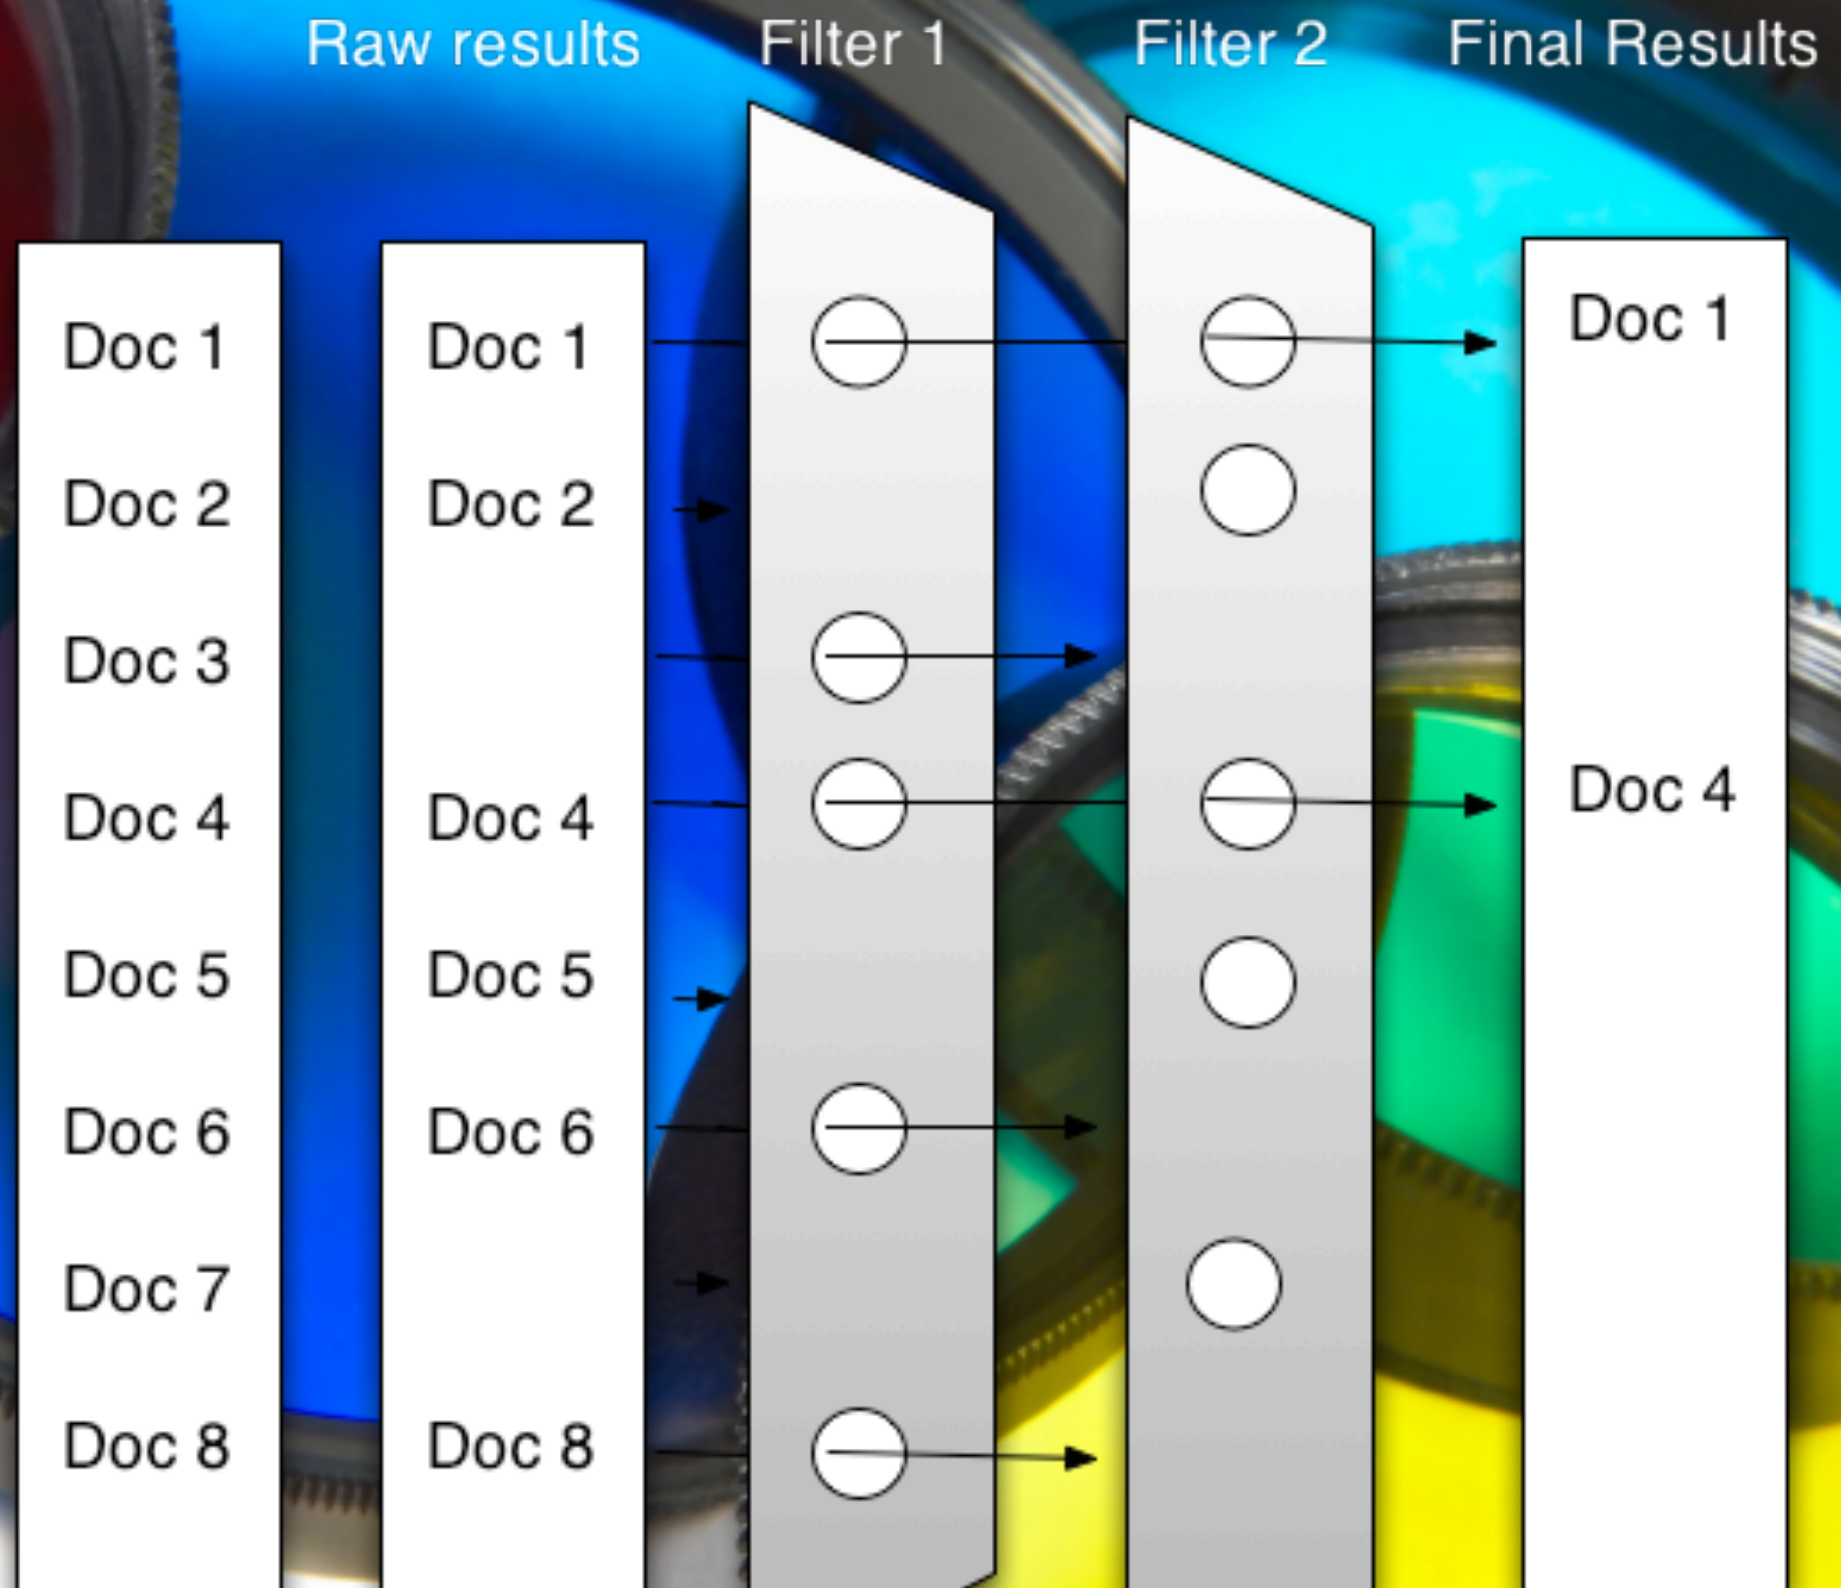 Raw results Filter 1 Filter 2 Final Results
Doc 1 Doc 1 Doc 1
Doc 2 Doc 2
Doc 3
Doc 4 Doc 4 Doc 4
Doc 5 Doc 5
Doc 6 Doc 6
Doc 7
Doc 8 Doc 8